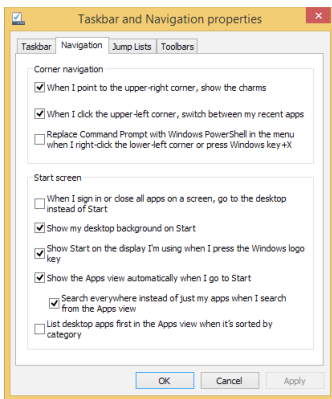 Taskbar and Navigation properties
Taskbar Navigation Jump Lists Toolbars
Corner navigation
When I point to the upper-right corner, show the charms
When I click the upper-left corner, switch between my recent apps
Replace Command Prompt with Windows PowerShell in the menu
when I right-click the lower-left corner or press Windows key+X
Start screen
When I sign in or close all apps on a screen, go to the desktop
instead of Start
Show my desktop background on Start
Show Start on the display I'm using when I press the Windows logo
key
Show the Apps view automatically when I go to Start
Search everywhere instead of just my apps when I search
from the Apps view
List desktop apps first in the Apps view when it's sorted by
category
OK Cancel Apply